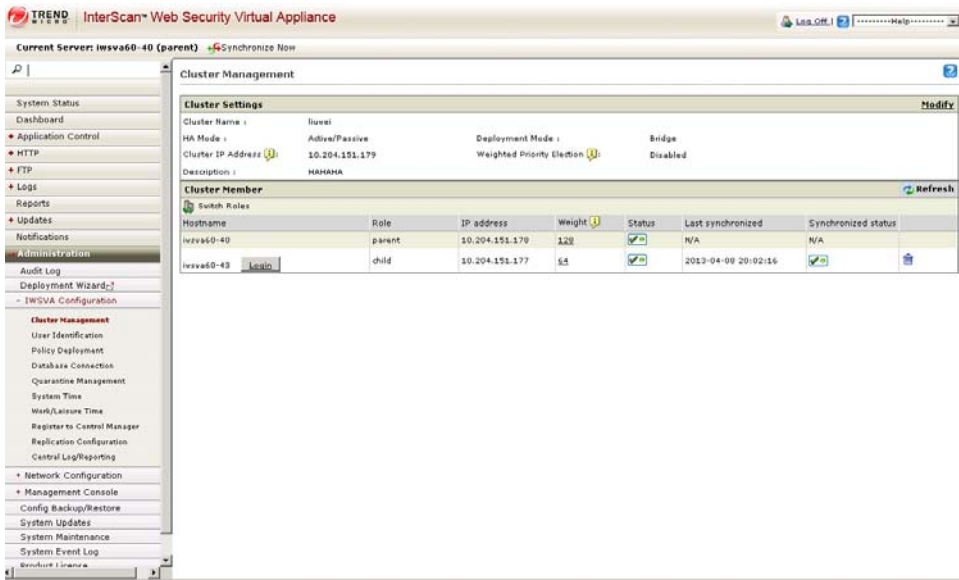 TREND MICRO InterScan™ Web Security Virtual Appliance
Log Off | ---------Help---------
Current Server: iwsva60-40 (parent) Synchronize Now
Cluster Management
System Status
Dashboard
+ Application Control
+ HTTP
+ FTP
+ Logs
Reports
+ Updates
Notifications
- Administration
Audit Log
Deployment Wizard
- IWSVA Configuration
Cluster Management
User Identification
Policy Deployment
Database Connection
Quarantine Management
System Time
Work/Leisure Time
Register to Control Manager
Replication Configuration
Central Log/Reporting
+ Network Configuration
+ Management Console
Config Backup/Restore
System Updates
System Maintenance
System Event Log
Product License
Cluster Settings Modify
Cluster Name :
HA Mode : Active/Passive Deployment Mode : Bridge
Cluster IP Address : 10.204.151.179 Weighted Priority Election : Disabled
Description : HAHAHA
Cluster Member Refresh
Switch Roles
Hostname Role IP address Weight Status Last synchronized Synchronized status
iwsva60-40 parent 10.204.151.170 128 N/A N/A
iwsva60-43 Login child 10.204.151.177 64 2013-04-08 20:02:16